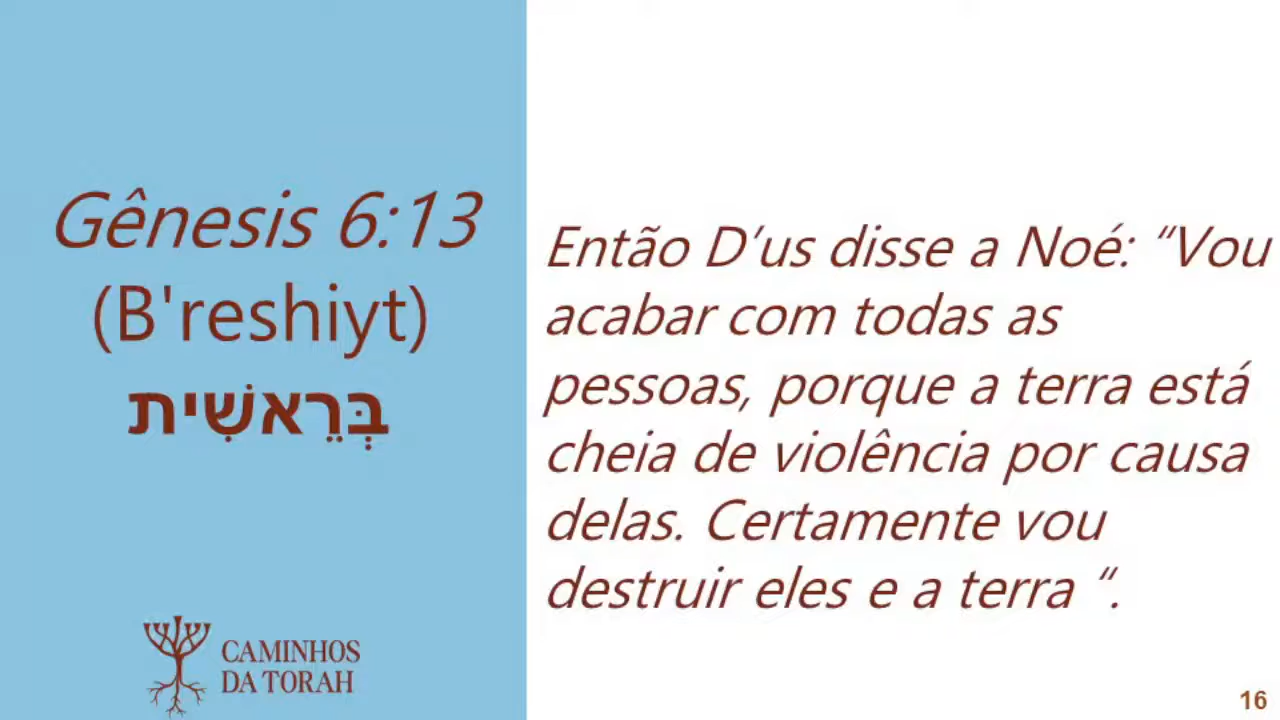 Gênesis 6:13
(B'reshiyt)
בְּרֵאשִׁית
CAMINHOS
DA TORAH
Então D’us disse a Noé: “Vou
acabar com todas as
pessoas, porque a terra está
cheia de violência por causa
delas. Certamente vou
destruir eles e a terra “.
16